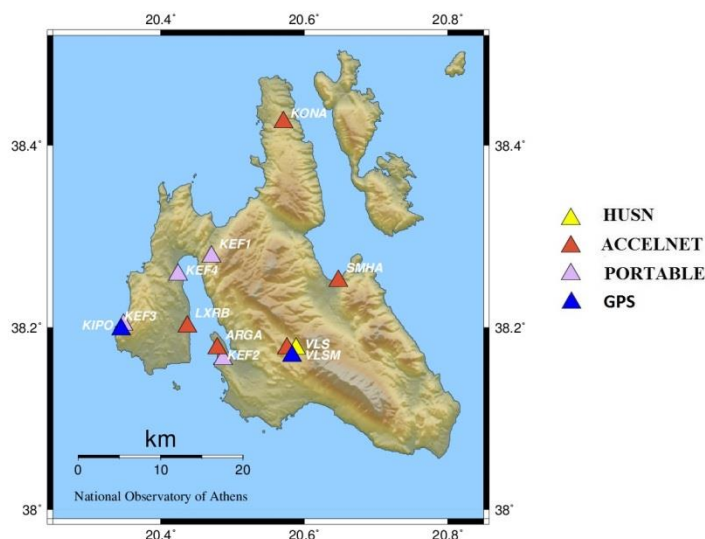 20.4˚ 20.6˚ 20.8˚
38.4˚ 38.4˚
KONA
HUSN
ACCELNET
KEF1
KEF4
SMHA
PORTABLE
GPS
LXRB
KEF3
KIPO
38.2˚ 38.2˚
ARGA
VLS
KEF2
VLSM
km
0 10 20
National Observatory of Athens
38˚ 38˚
20.4˚ 20.6˚ 20.8˚